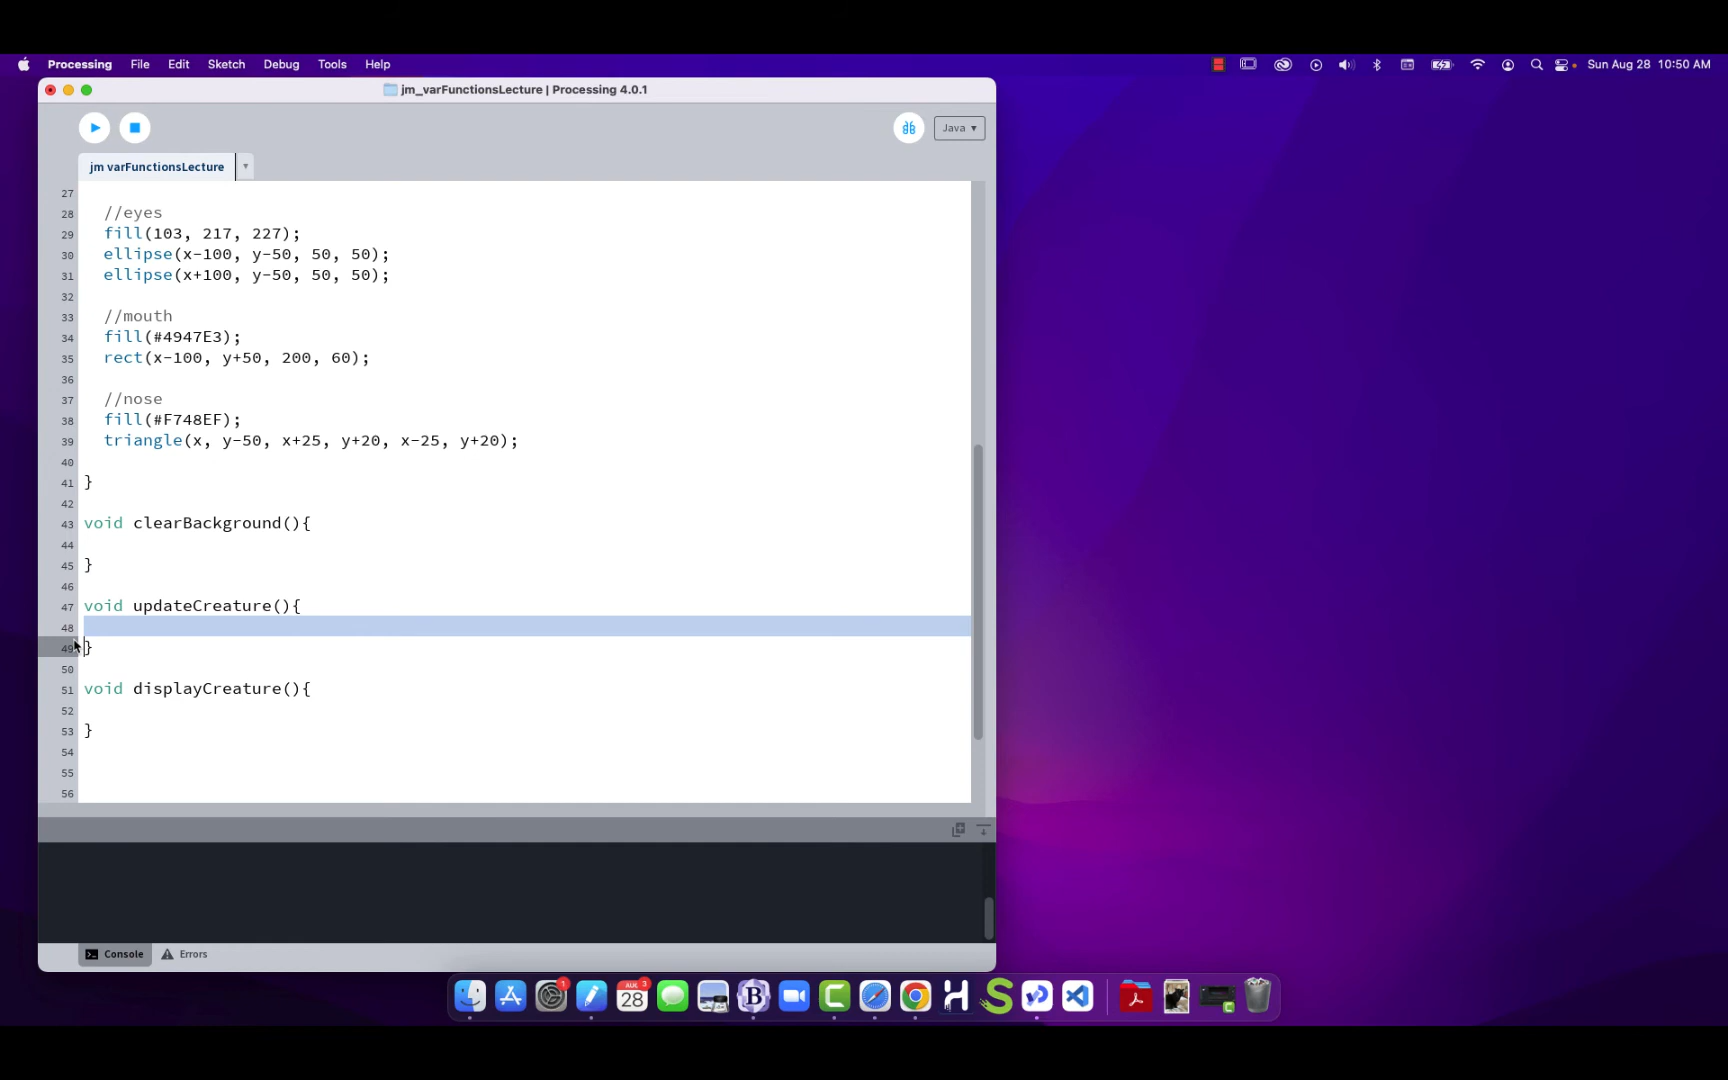 Processing File Edit Sketch Debug Tools Help Sun Aug 28 10:50 AM
jm_varFunctionsLecture | Processing 4.0.1
Java ▾
jm varFunctionsLecture ▾
27
28 //eyes
29 fill(103, 217, 227);
30 ellipse(x-100, y-50, 50, 50);
31 ellipse(x+100, y-50, 50, 50);
32
33 //mouth
34 fill(#4947E3);
35 rect(x-100, y+50, 200, 60);
36
37 //nose
38 fill(#F748EF);
39 triangle(x, y-50, x+25, y+20, x-25, y+20);
40
41 }
42
43 void clearBackground(){
44
45 }
46
47 void updateCreature(){
48
49 }
50
51 void displayCreature(){
52
53 }
54
55
56
Console Errors
1 AUG 28 3 B C H S